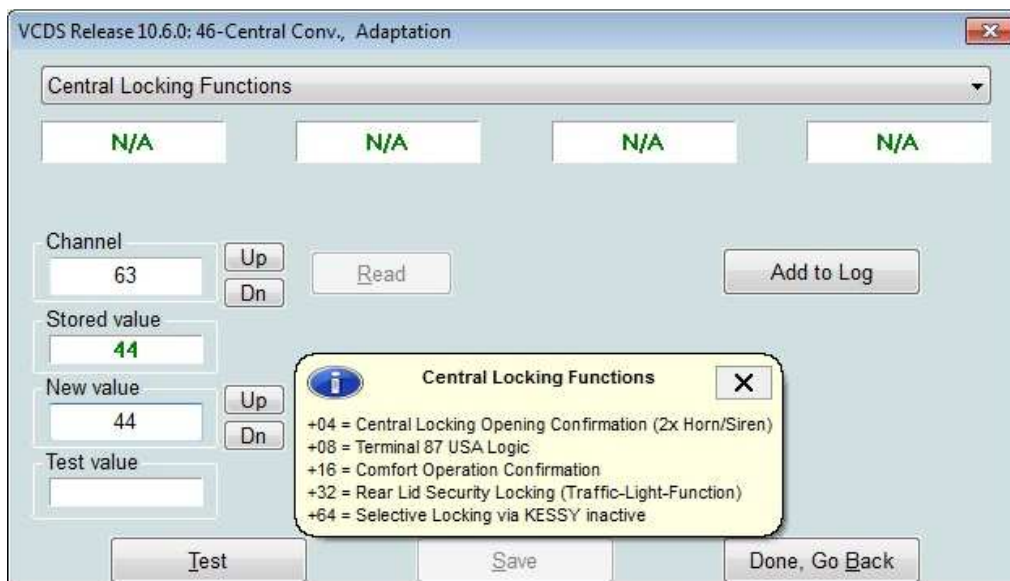 VCDS Release 10.6.0: 46-Central Conv., Adaptation
Central Locking Functions
N/A N/A N/A N/A
Channel
63
Up
Dn
Read
Add to Log
Stored value
44
New value
44
Up
Dn
Test value
Central Locking Functions
+04 = Central Locking Opening Confirmation (2x Horn/Siren)
+08 = Terminal 87 USA Logic
+16 = Comfort Operation Confirmation
+32 = Rear Lid Security Locking (Traffic-Light-Function)
+64 = Selective Locking via KESSY inactive
Test
Save
Done, Go Back